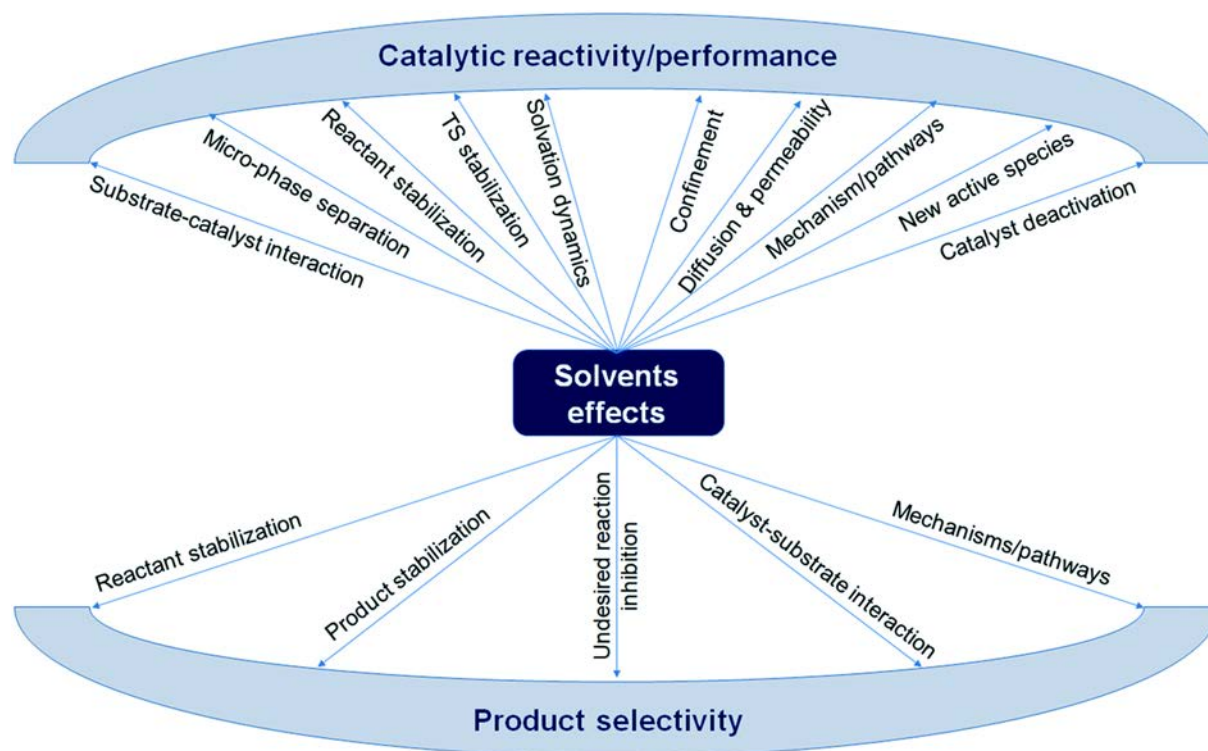 Catalytic reactivity/performance
Substrate-catalyst interaction
Micro-phase separation
Reactant stabilization
TS stabilization
Solvation dynamics
Confinement
Diffusion & permeability
Mechanism/pathways
New active species
Catalyst deactivation
Solvents
effects
Reactant stabilization
Product stabilization
Undesired reaction
inhibition
Catalyst-substrate interaction
Mechanisms/pathways
Product selectivity